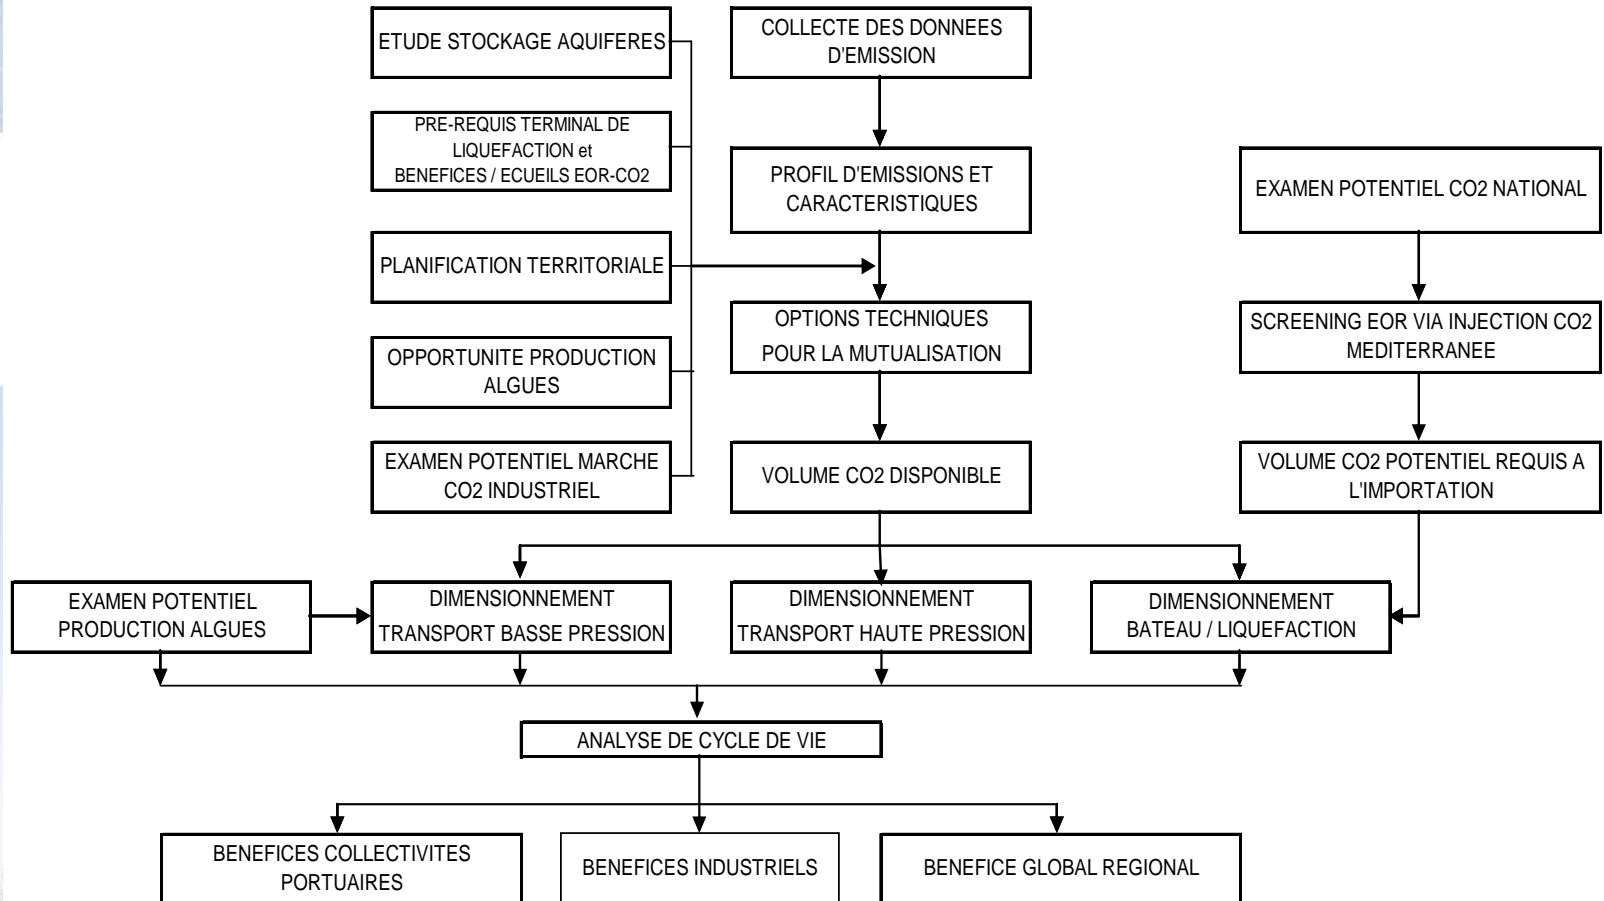 ETUDE STOCKAGE AQUIFERES
COLLECTE DES DONNEES
D'EMISSION
PRE-REQUIS TERMINAL DE
LIQUEFACTION et
BENEFICES / ECUEILS EOR-CO2
PROFIL D'EMISSIONS ET
CARACTERISTIQUES
EXAMEN POTENTIEL CO2 NATIONAL
PLANIFICATION TERRITORIALE
OPTIONS TECHNIQUES
POUR LA MUTUALISATION
SCREENING EOR VIA INJECTION CO2
MEDITERRANEE
OPPORTUNITE PRODUCTION
ALGUES
EXAMEN POTENTIEL MARCHE
CO2 INDUSTRIEL
VOLUME CO2 DISPONIBLE
VOLUME CO2 POTENTIEL REQUIS A
L'IMPORTATION
EXAMEN POTENTIEL
PRODUCTION ALGUES
DIMENSIONNEMENT
TRANSPORT BASSE PRESSION
DIMENSIONNEMENT
TRANSPORT HAUTE PRESSION
DIMENSIONNEMENT
BATEAU / LIQUEFACTION
ANALYSE DE CYCLE DE VIE
BENEFICES COLLECTIVITES
PORTUAIRES
BENEFICES INDUSTRIELS
BENEFICE GLOBAL REGIONAL